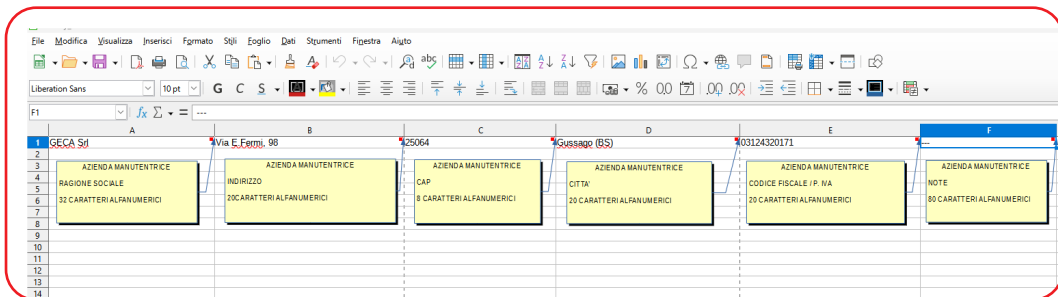 File Modifica Visualizza Inserisci Formato Stili Foglio Dati Strumenti Finestra Aiuto
Liberation Sans 10 pt G C S % 0,0 ,00 ,00
F1 fx Σ = ---
A B C D E F
1 GECA Srl Via E.Fermi, 98 25064 Gussago (BS) 03124320171 ---
2
3
4
5
6
7
8
9
10
11
12
13
14
AZIENDA MANUTENTRICE
RAGIONE SOCIALE
32 CARATTERI ALFANUMERICI
AZIENDA MANUTENTRICE
INDIRIZZO
20CARATTERI ALFANUMERICI
AZIENDA MANUTENTRICE
CAP
8 CARATTERI ALFANUMERICI
AZIENDA MANUTENTRICE
CITTA'
20 CARATTERI ALFANUMERICI
AZIENDA MANUTENTRICE
CODICE FISCALE / P. IVA
20 CARATTERI ALFANUMERICI
AZIENDA MANUTENTRICE
NOTE
80 CARATTERI ALFANUMERICI